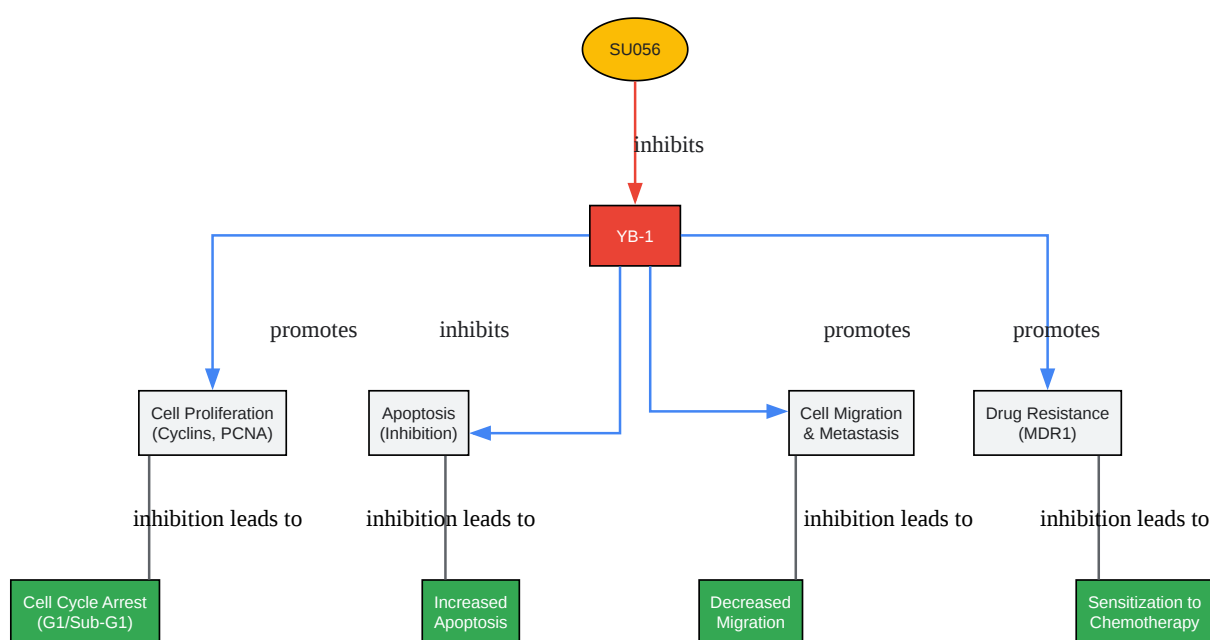 SU056
inhibits
YB-1
promotes
inhibits
promotes
promotes
Cell Proliferation
(Cyclins, PCNA)
Apoptosis
(Inhibition)
Cell Migration
& Metastasis
Drug Resistance
(MDR1)
inhibition leads to
inhibition leads to
inhibition leads to
inhibition leads to
Cell Cycle Arrest
(G1/Sub-G1)
Increased
Apoptosis
Decreased
Migration
Sensitization to
Chemotherapy